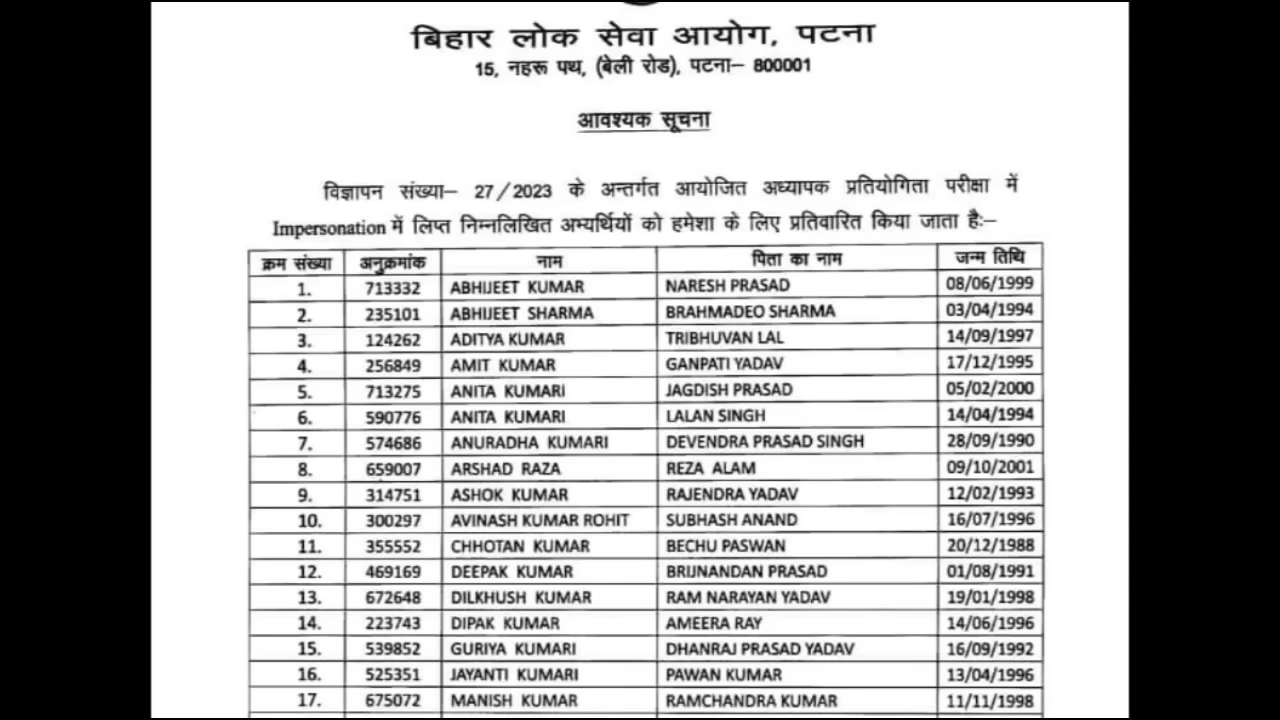 बिहार लोक सेवा आयोग, पटना
15, नहरू पथ, (बेली रोड), पटना– 800001
आवश्यक सूचना
विज्ञापन संख्या– 27/2023 के अन्तर्गत आयोजित अध्यापक प्रतियोगिता परीक्षा में
Impersonation में लिप्त निम्नलिखित अभ्यर्थियों को हमेशा के लिए प्रतिवारित किया जाता है:–
क्रम संख्या अनुक्रमांक नाम पिता का नाम जन्म तिथि
1. 713332 ABHIJEET KUMAR NARESH PRASAD 08/06/1999
2. 235101 ABHIJEET SHARMA BRAHMADEO SHARMA 03/04/1994
3. 124262 ADITYA KUMAR TRIBHUVAN LAL 14/09/1997
4. 256849 AMIT KUMAR GANPATI YADAV 17/12/1995
5. 713275 ANITA KUMARI JAGDISH PRASAD 05/02/2000
6. 590776 ANITA KUMARI LALAN SINGH 14/04/1994
7. 574686 ANURADHA KUMARI DEVENDRA PRASAD SINGH 28/09/1990
8. 659007 ARSHAD RAZA REZA ALAM 09/10/2001
9. 314751 ASHOK KUMAR RAJENDRA YADAV 12/02/1993
10. 300297 AVINASH KUMAR ROHIT SUBHASH ANAND 16/07/1996
11. 355552 CHHOTAN KUMAR BECHU PASWAN 20/12/1988
12. 469169 DEEPAK KUMAR BRIJNANDAN PRASAD 01/08/1991
13. 672648 DILKHUSH KUMAR RAM NARAYAN YADAV 19/01/1998
14. 223743 DIPAK KUMAR AMEERA RAY 14/06/1996
15. 539852 GURIYA KUMARI DHANRAJ PRASAD YADAV 16/09/1992
16. 525351 JAYANTI KUMARI PAWAN KUMAR 13/04/1996
17. 675072 MANISH KUMAR RAMCHANDRA KUMAR 11/11/1998